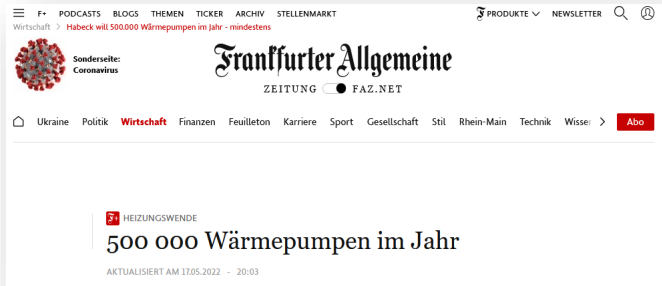 F+ PODCASTS BLOGS THEMEN TICKER ARCHIV STELLENMARKT PRODUKTE NEWSLETTER
Wirtschaft > Habeck will 500.000 Wärmepumpen im Jahr - mindestens
Sonderseite:
Coronavirus
Frankfurter Allgemeine
ZEITUNG FAZ.NET
Ukraine Politik Wirtschaft Finanzen Feuilleton Karriere Sport Gesellschaft Stil Rhein-Main Technik Wisse > Abo
F+ HEIZUNGSWENDE
500 000 Wärmepumpen im Jahr
AKTUALISIERT AM 17.05.2022 - 20:03